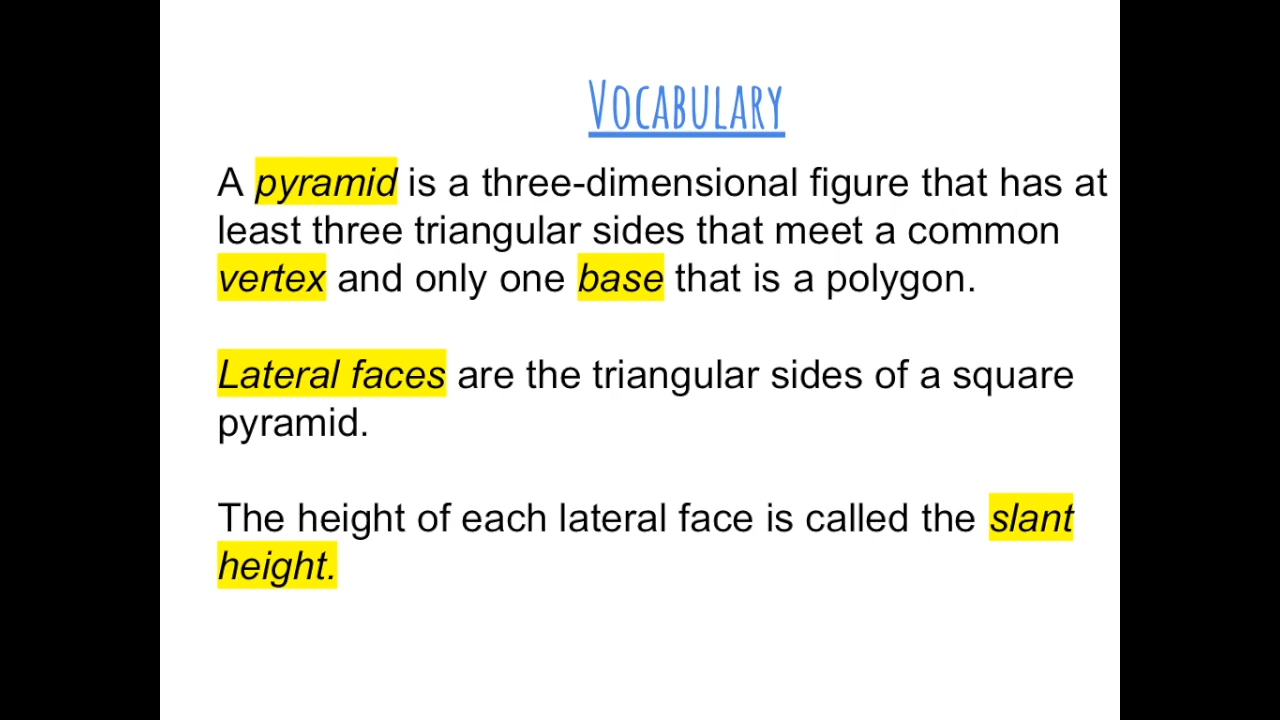 VOCABULARY
A pyramid is a three-dimensional figure that has at
least three triangular sides that meet a common
vertex and only one base that is a polygon.
Lateral faces are the triangular sides of a square
pyramid.
The height of each lateral face is called the slant
height.